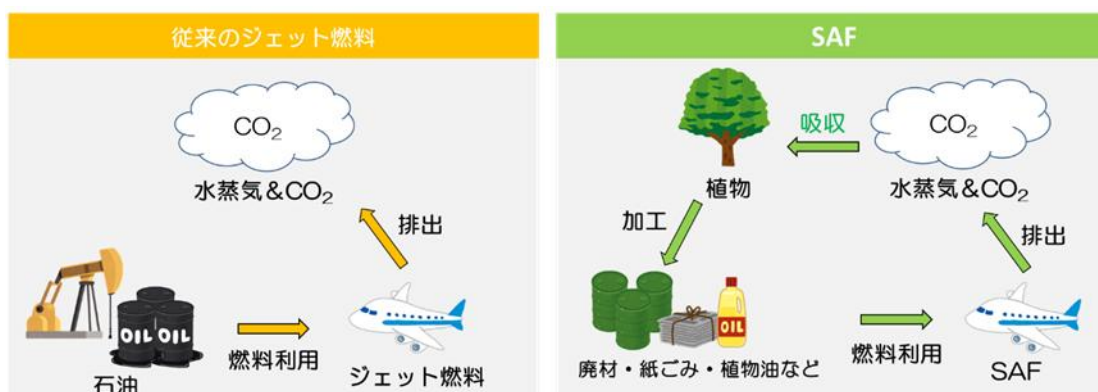 従来のジェット燃料
CO₂
水蒸気&CO₂
排出
OIL
OIL
燃料利用
石油
ジェット燃料
SAF
CO₂
吸収
植物
水蒸気&CO₂
加工
排出
OIL
廃材・紙ごみ・植物油など
燃料利用
SAF